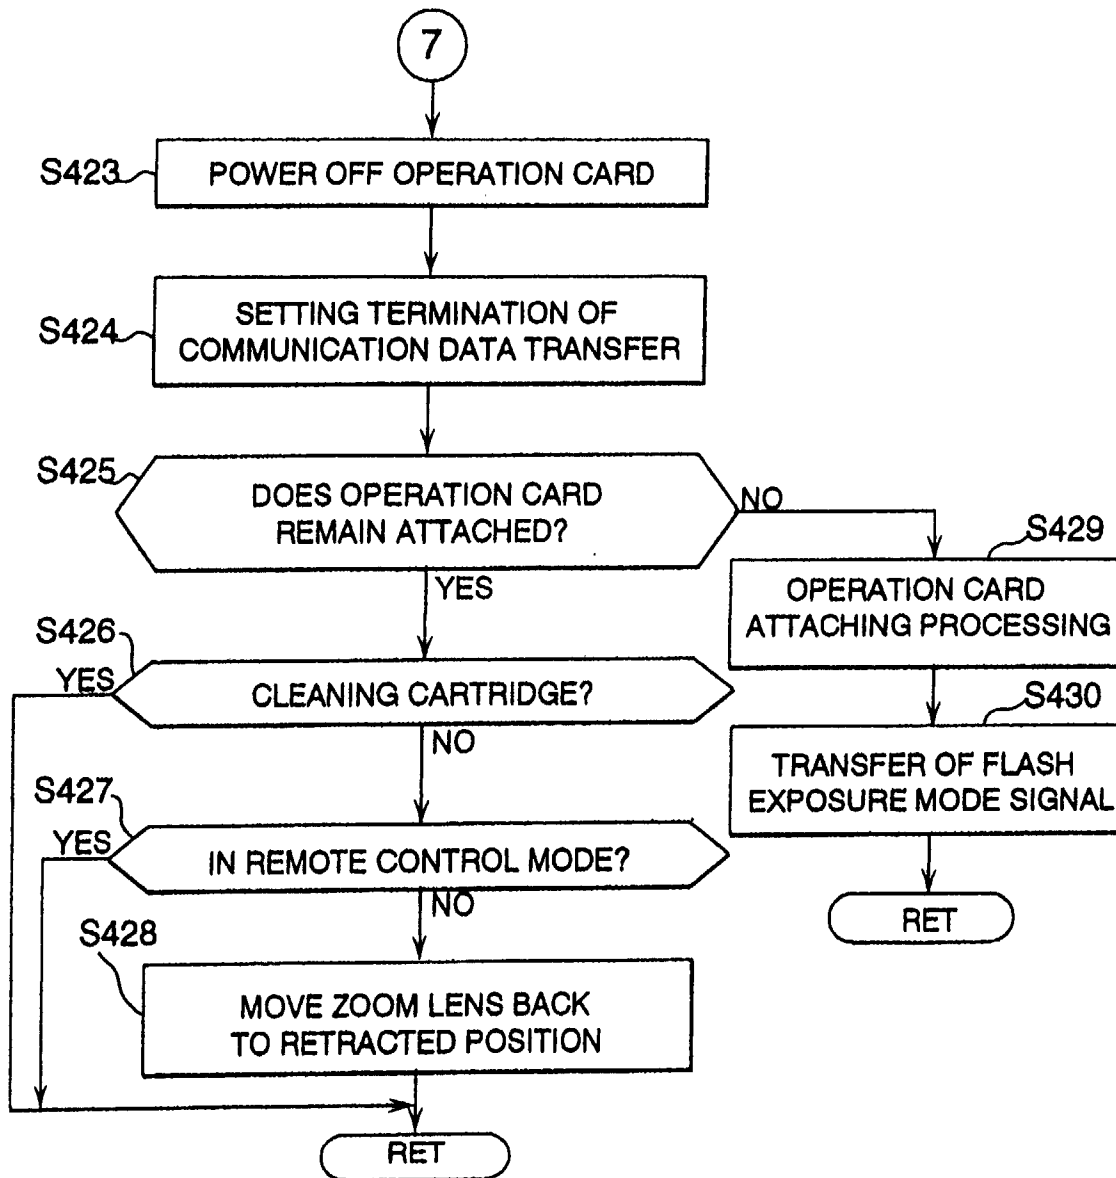 7
S423
POWER OFF OPERATION CARD
S424
SETTING TERMINATION OF
COMMUNICATION DATA TRANSFER
S425
DOES OPERATION CARD
REMAIN ATTACHED?
NO
YES
S429
OPERATION CARD
ATTACHING PROCESSING
S426
YES
CLEANING CARTRIDGE?
NO
S430
TRANSFER OF FLASH
EXPOSURE MODE SIGNAL
S427
YES
IN REMOTE CONTROL MODE?
NO
RET
S428
MOVE ZOOM LENS BACK
TO RETRACTED POSITION
RET